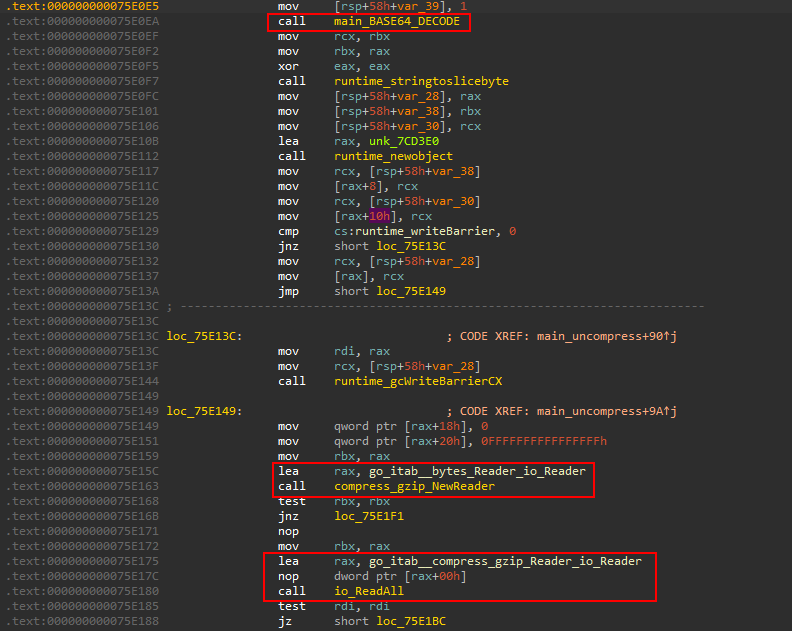 .text:000000000075E0E5 mov [rsp+58h+var_39], 1
.text:000000000075E0EA call main_BASE64_DECODE
.text:000000000075E0EF mov rcx, rbx
.text:000000000075E0F2 mov rbx, rax
.text:000000000075E0F5 xor eax, eax
.text:000000000075E0F7 call runtime_stringtoslicebyte
.text:000000000075E0FC mov [rsp+58h+var_28], rax
.text:000000000075E101 mov [rsp+58h+var_38], rbx
.text:000000000075E106 mov [rsp+58h+var_30], rcx
.text:000000000075E10B lea rax, unk_7CD3E0
.text:000000000075E112 call runtime_newobject
.text:000000000075E117 mov rcx, [rsp+58h+var_38]
.text:000000000075E11C mov [rax+8], rcx
.text:000000000075E120 mov rcx, [rsp+58h+var_30]
.text:000000000075E125 mov [rax+10h], rcx
.text:000000000075E129 cmp cs:runtime_writeBarrier, 0
.text:000000000075E130 jnz short loc_75E13C
.text:000000000075E132 mov rcx, [rsp+58h+var_28]
.text:000000000075E137 mov [rax], rcx
.text:000000000075E13A jmp short loc_75E149
.text:000000000075E13C ; ---------------------------------------------------------------------------
.text:000000000075E13C
.text:000000000075E13C loc_75E13C: ; CODE XREF: main_uncompress+90↑j
.text:000000000075E13C mov rdi, rax
.text:000000000075E13F mov rcx, [rsp+58h+var_28]
.text:000000000075E144 call runtime_gcWriteBarrierCX
.text:000000000075E149
.text:000000000075E149 loc_75E149: ; CODE XREF: main_uncompress+9A↑j
.text:000000000075E149 mov qword ptr [rax+18h], 0
.text:000000000075E151 mov qword ptr [rax+20h], 0FFFFFFFFFFFFFFFFh
.text:000000000075E159 mov rbx, rax
.text:000000000075E15C lea rax, go_itab__bytes_Reader_io_Reader
.text:000000000075E163 call compress_gzip_NewReader
.text:000000000075E168 test rbx, rbx
.text:000000000075E16B jnz loc_75E1F1
.text:000000000075E171 nop
.text:000000000075E172 mov rbx, rax
.text:000000000075E175 lea rax, go_itab__compress_gzip_Reader_io_Reader
.text:000000000075E17C nop dword ptr [rax+00h]
.text:000000000075E180 call io_ReadAll
.text:000000000075E185 test rdi, rdi
.text:000000000075E188 jz short loc_75E1BC